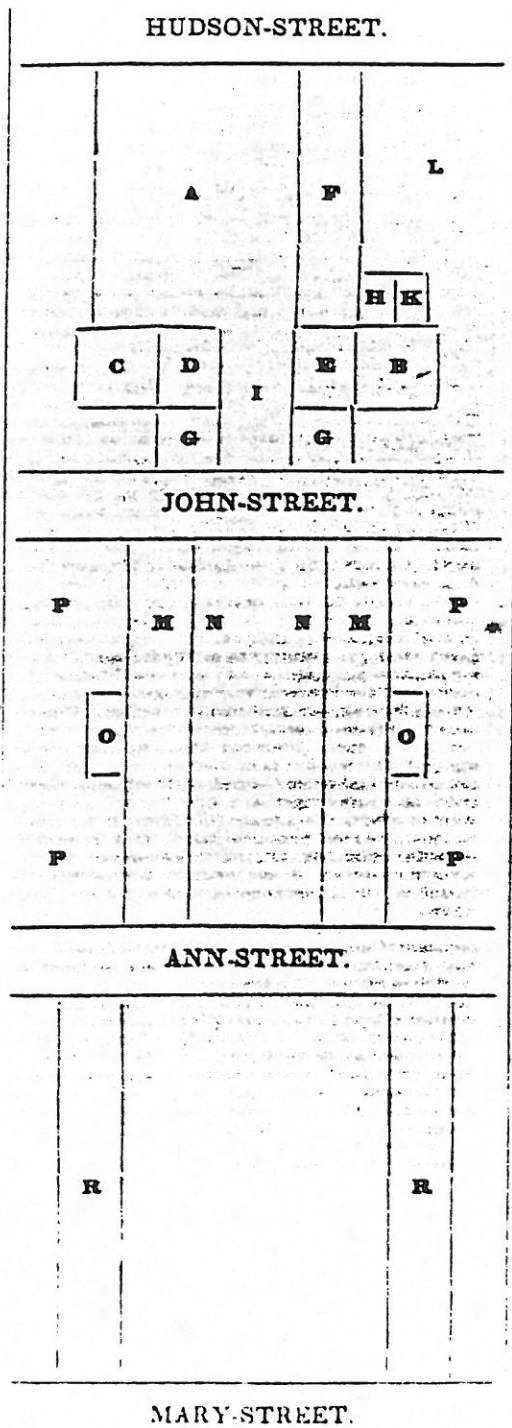 HUDSON-STREET.
L
A F
H K
C D E B
I
G G
JOHN-STREET.
P M N N M P
O O
P P
ANN-STREET.
R R
MARY-STREET.